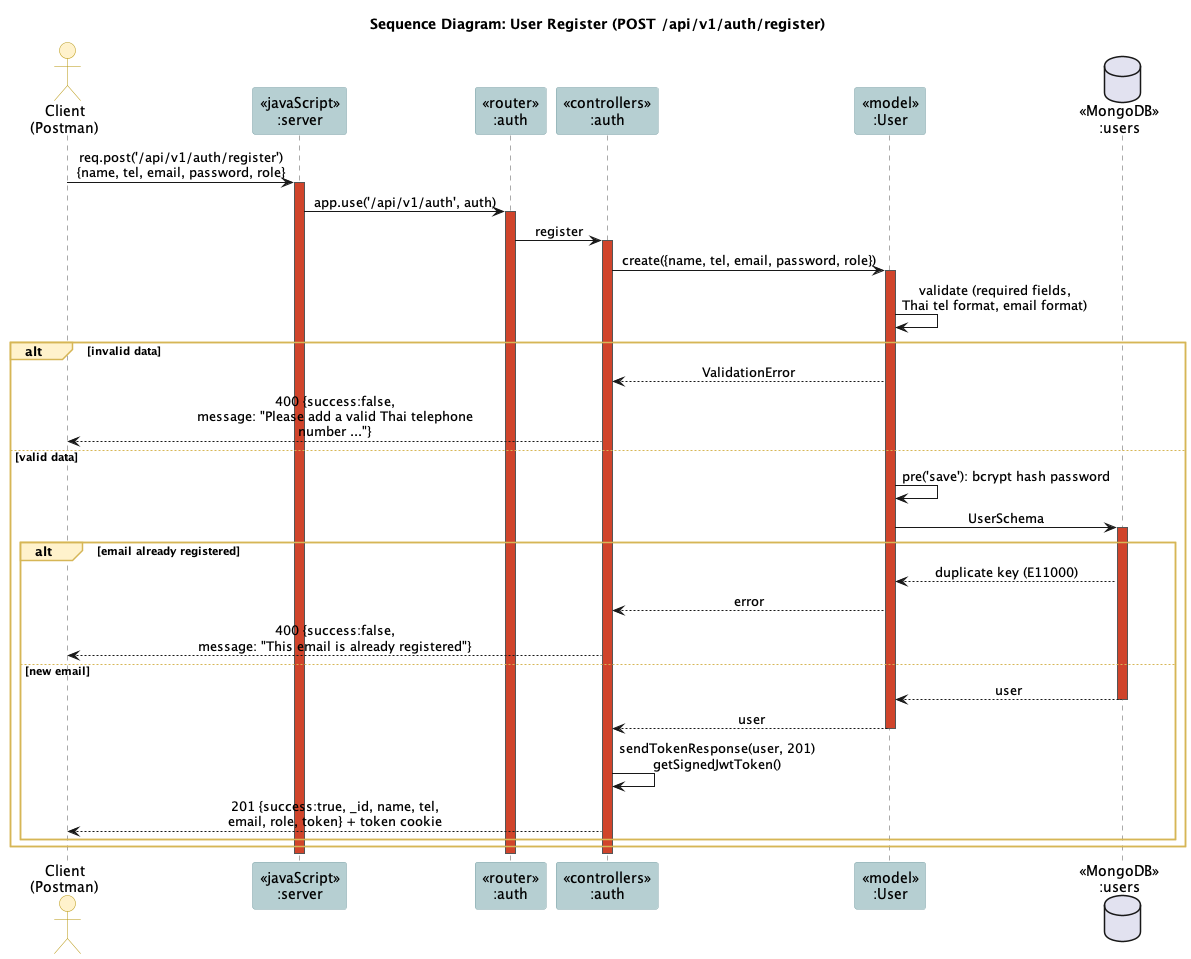 Sequence Diagram: User Register (POST /api/v1/auth/register)
Client
(Postman)
«javaScript»
:server
«router»
:auth
«controllers»
:auth
«model»
:User
«MongoDB»
:users
req.post('/api/v1/auth/register')
{name, tel, email, password, role}
app.use('/api/v1/auth', auth)
register
create({name, tel, email, password, role})
validate (required fields,
Thai tel format, email format)
alt
[invalid data]
ValidationError
400 {success:false,
message: "Please add a valid Thai telephone
number ..."}
[valid data]
pre('save'): bcrypt hash password
UserSchema
alt
[email already registered]
duplicate key (E11000)
error
400 {success:false,
message: "This email is already registered"}
[new email]
user
user
sendTokenResponse(user, 201)
getSignedJwtToken()
201 {success:true, _id, name, tel,
email, role, token} + token cookie
Client
(Postman)
«javaScript»
:server
«router»
:auth
«controllers»
:auth
«model»
:User
«MongoDB»
:users